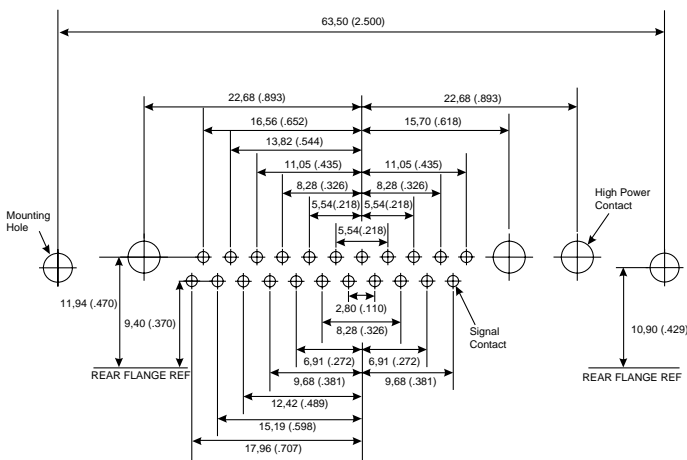 63,50 (2.500)
22,68 (.893) 22,68 (.893)
16,56 (.652) 15,70 (.618)
13,82 (.544)
11,05 (.435) 11,05 (.435)
8,28 (.326) 8,28 (.326)
5,54(.218) 5,54(.218)
5,54(.218)
High Power
Contact
Mounting
Hole
11,94 (.470)
9,40 (.370)
2,80 (.110)
8,28 (.326)
Signal
Contact
10,90 (.429)
6,91 (.272) 6,91 (.272)
REAR FLANGE REF
9,68 (.381) 9,68 (.381)
REAR FLANGE REF
12,42 (.489)
15,19 (.598)
17,96 (.707)